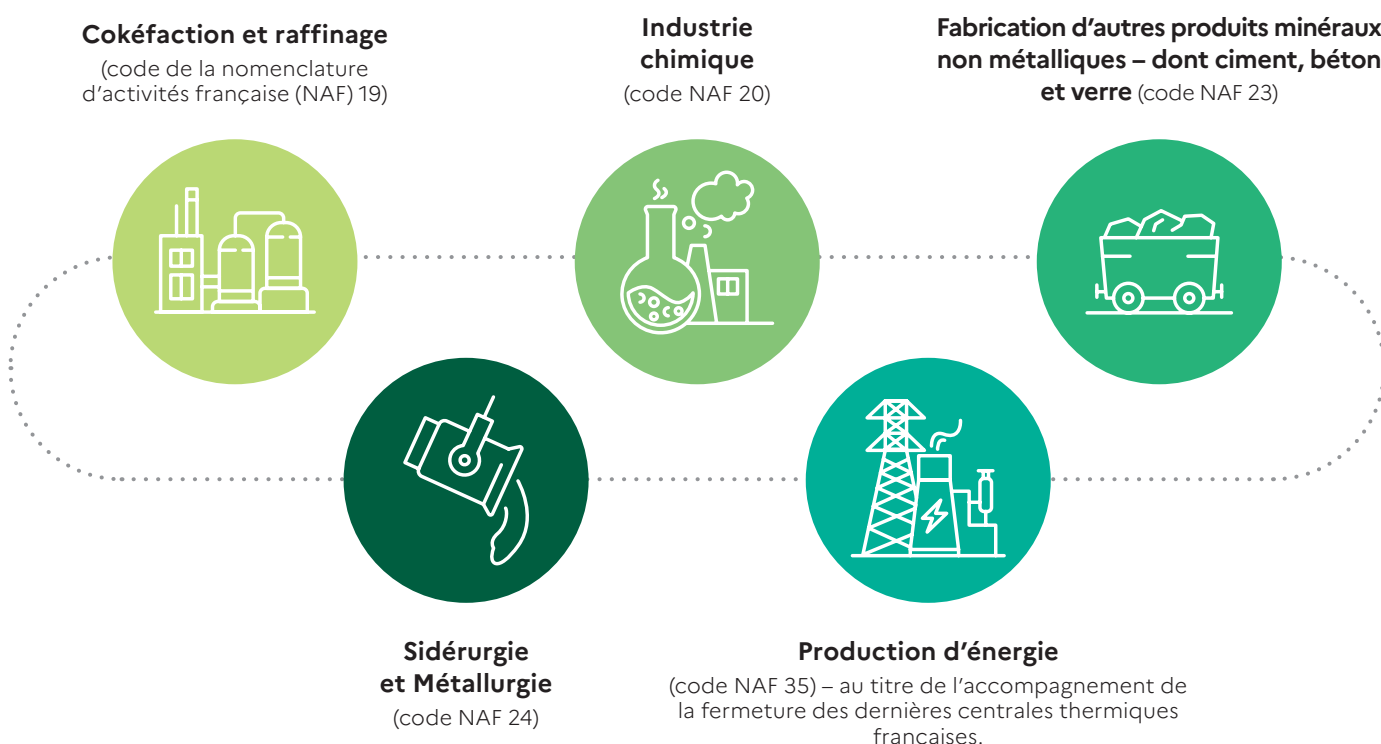 Cokéfaction et raffinage
(code de la nomenclature
d’activités française (NAF) 19)
Industrie
chimique
(code NAF 20)
Fabrication d’autres produits minéraux
non métalliques – dont ciment, béton
et verre (code NAF 23)
Sidérurgie
et Métallurgie
(code NAF 24)
Production d’énergie
(code NAF 35) – au titre de l’accompagnement de
la fermeture des dernières centrales thermiques
françaises.